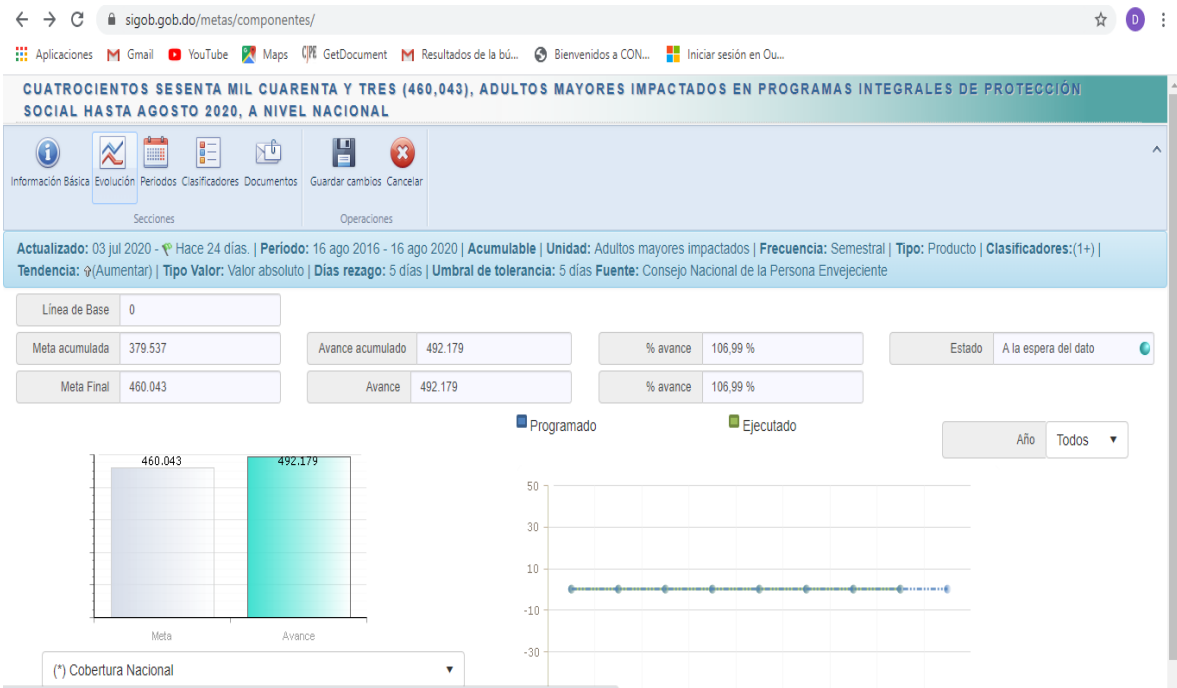 sigob.gob.do/metas/componentes/
D
Aplicaciones Gmail YouTube Maps GetDocument Resultados de la bú... Bienvenidos a CON... Iniciar sesión en Ou...
CUATROCIENTOS SESENTA MIL CUARENTA Y TRES (460,043), ADULTOS MAYORES IMPACTADOS EN PROGRAMAS INTEGRALES DE PROTECCIÓN
SOCIAL HASTA AGOSTO 2020, A NIVEL NACIONAL
Información Básica Evolución Períodos Clasificadores Documentos Guardar cambios Cancelar
Secciones Operaciones
Actualizado: 03 jul 2020 - Hace 24 días. | Período: 16 ago 2016 - 16 ago 2020 | Acumulable | Unidad: Adultos mayores impactados | Frecuencia: Semestral | Tipo: Producto | Clasificadores:(1+) |
Tendencia: (Aumentar) | Tipo Valor: Valor absoluto | Días rezago: 5 días | Umbral de tolerancia: 5 días Fuente: Consejo Nacional de la Persona Envejeciente
Línea de Base 0
Meta acumulada 379.537 Avance acumulado 492.179 % avance 106,99 % Estado A la espera del dato
Meta Final 460.043 Avance 492.179 % avance 106,99 %
Programado Ejecutado
Año Todos
460.043 492.179
50
30
10
-10
-30
Meta Avance
(*) Cobertura Nacional